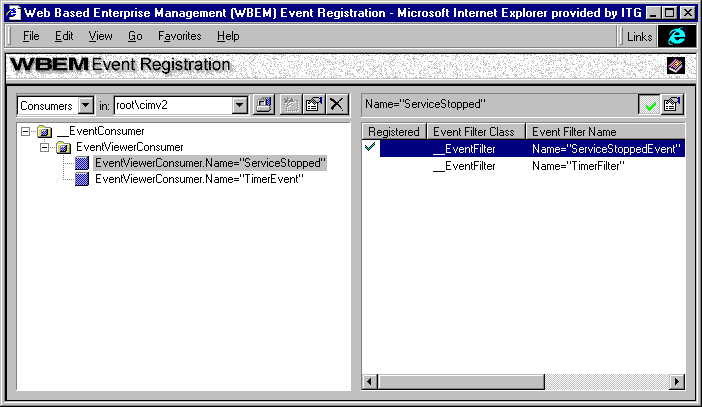 Web Based Enterprise Management (WBEM) Event Registration - Microsoft Internet Explorer provided by ITG
File Edit View Go Favorites Help Links
WBEM Event Registration
Consumers in: root\cimv2
__EventConsumer
EventViewerConsumer
EventViewerConsumer.Name="ServiceStopped"
EventViewerConsumer.Name="TimerEvent"
Name="ServiceStopped"
Registered Event Filter Class Event Filter Name
__EventFilter Name="ServiceStoppedEvent"
__EventFilter Name="TimerFilter"